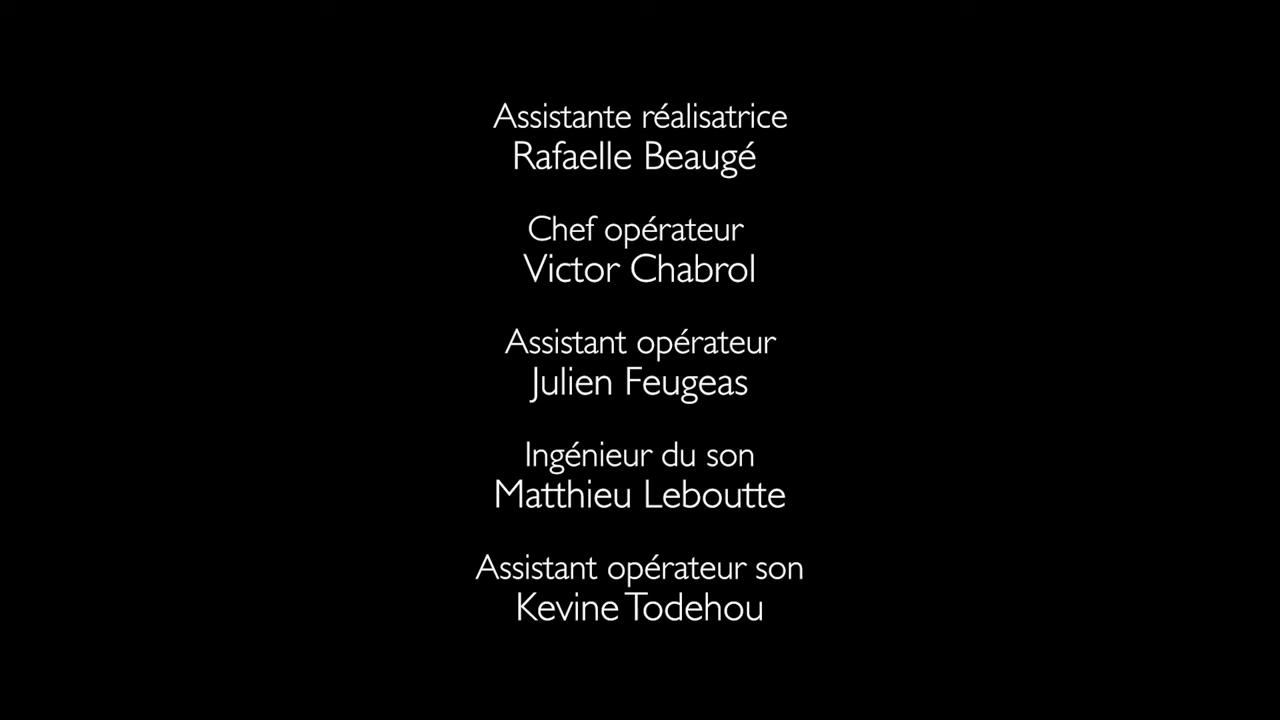 Assistante réalisatrice
Rafaelle Beaugé
Chef opérateur
Victor Chabrol
Assistant opérateur
Julien Feugeas
Ingénieur du son
Matthieu Leboutte
Assistant opérateur son
Kevine Todehou